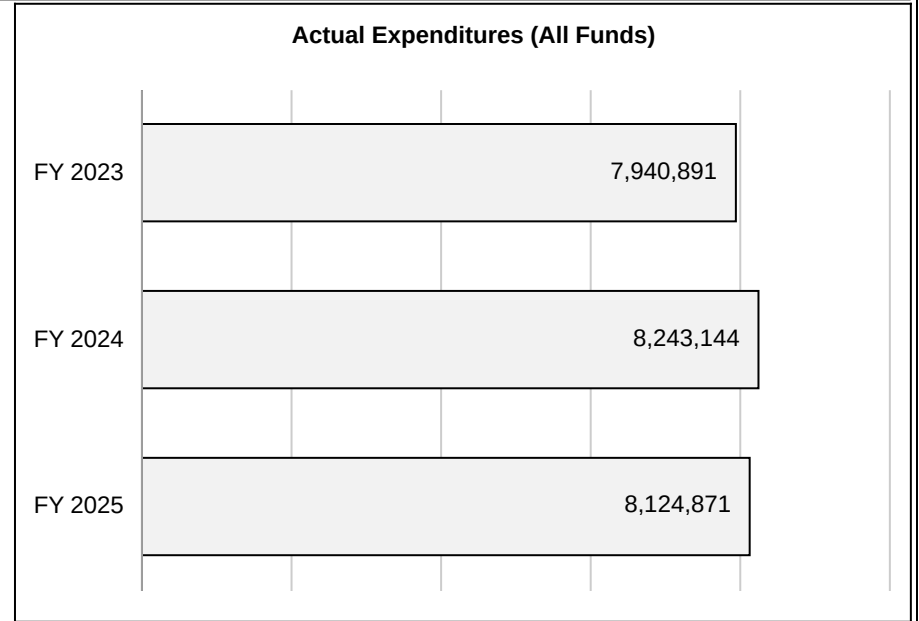 Actual Expenditures (All Funds)
FY 2023 7,940,891
FY 2024 8,243,144
FY 2025 8,124,871